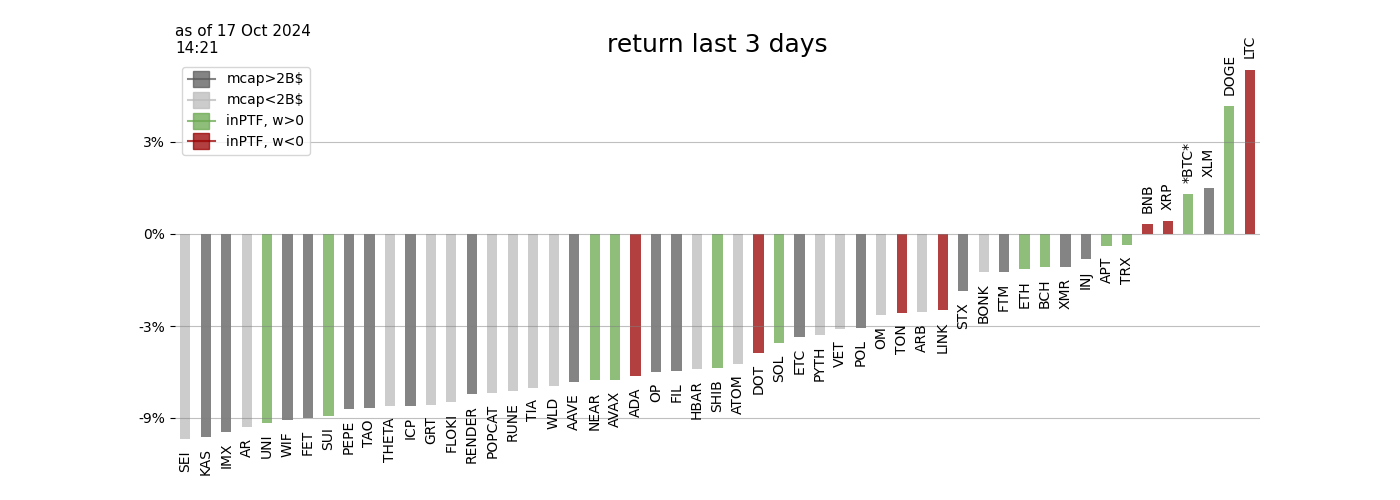 as of 17 Oct 2024
14:21
return last 3 days
mcap>2B$
mcap<2B$
inPTF, w>0
inPTF, w<0
3%
0%
-3%
-9%
SEI
KAS
IMX
AR
UNI
WIF
FET
SUI
PEPE
TAO
THETA
ICP
GRT
FLOKI
RENDER
POPCAT
RUNE
TIA
WLD
AAVE
NEAR
AVAX
ADA
OP
FIL
HBAR
SHIB
ATOM
DOT
SOL
ETC
PYTH
VET
POL
OM
TON
ARB
LINK
STX
BONK
FTM
ETH
BCH
XMR
INJ
APT
TRX
BNB
XRP
*BTC*
XLM
DOGE
LTC